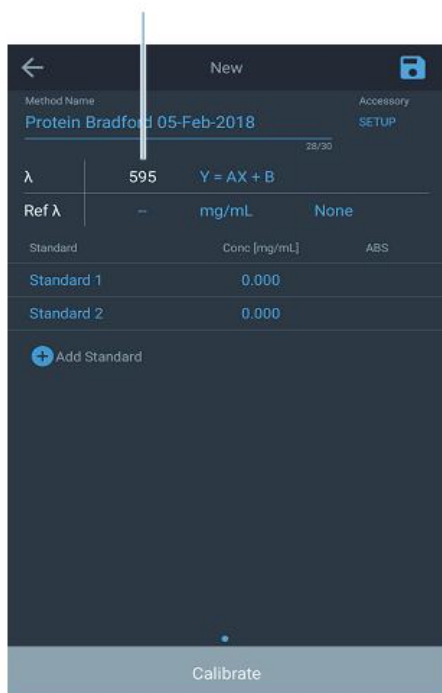 New
Method Name Accessory
Protein Bradford 05-Feb-2018 SETUP
28/30
λ 595 Y = AX + B
Ref λ -- mg/mL None
Standard Conc [mg/mL] ABS
Standard 1 0.000
Standard 2 0.000
Add Standard
Calibrate